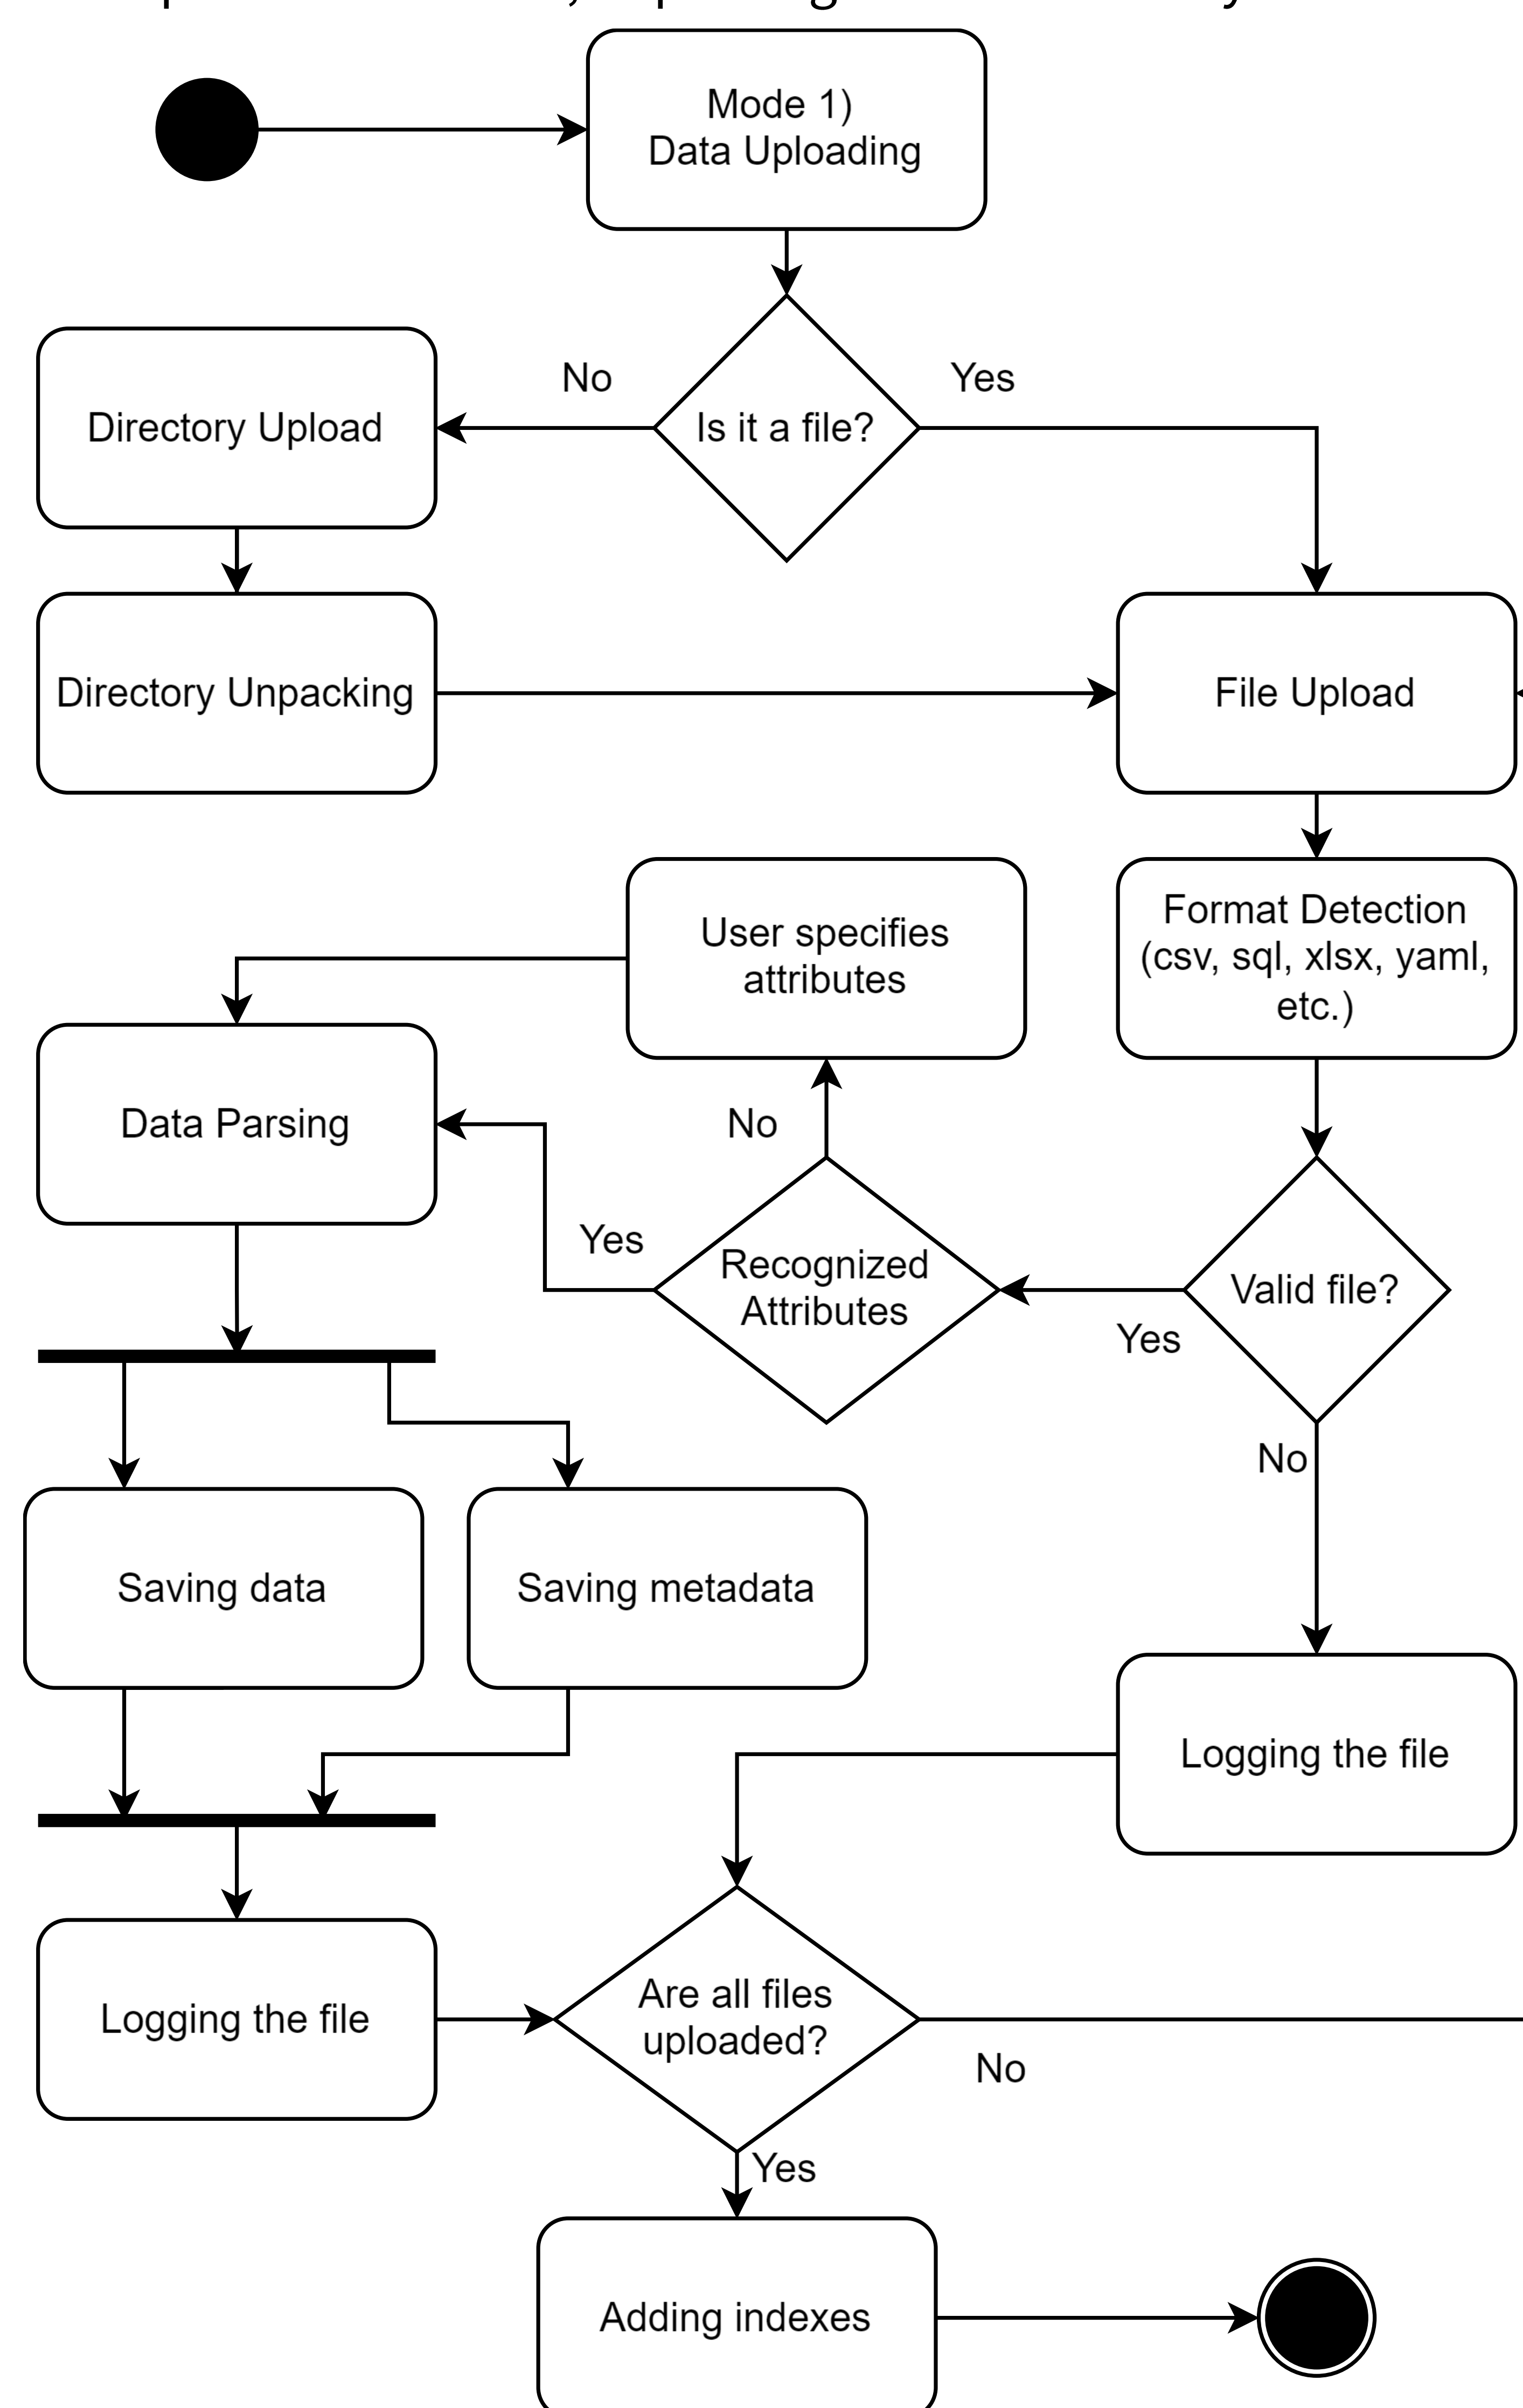 Mode 1)
Data Uploading
No
Yes
Directory Upload
Is it a file?
Directory Unpacking
File Upload
User specifies
attributes
Format Detection
(csv, sql, xlsx, yaml,
etc.)
Data Parsing
No
Yes
Recognized
Attributes
Valid file?
Yes
No
Saving data
Saving metadata
Logging the file
Logging the file
Are all files
uploaded?
No
Yes
Adding indexes